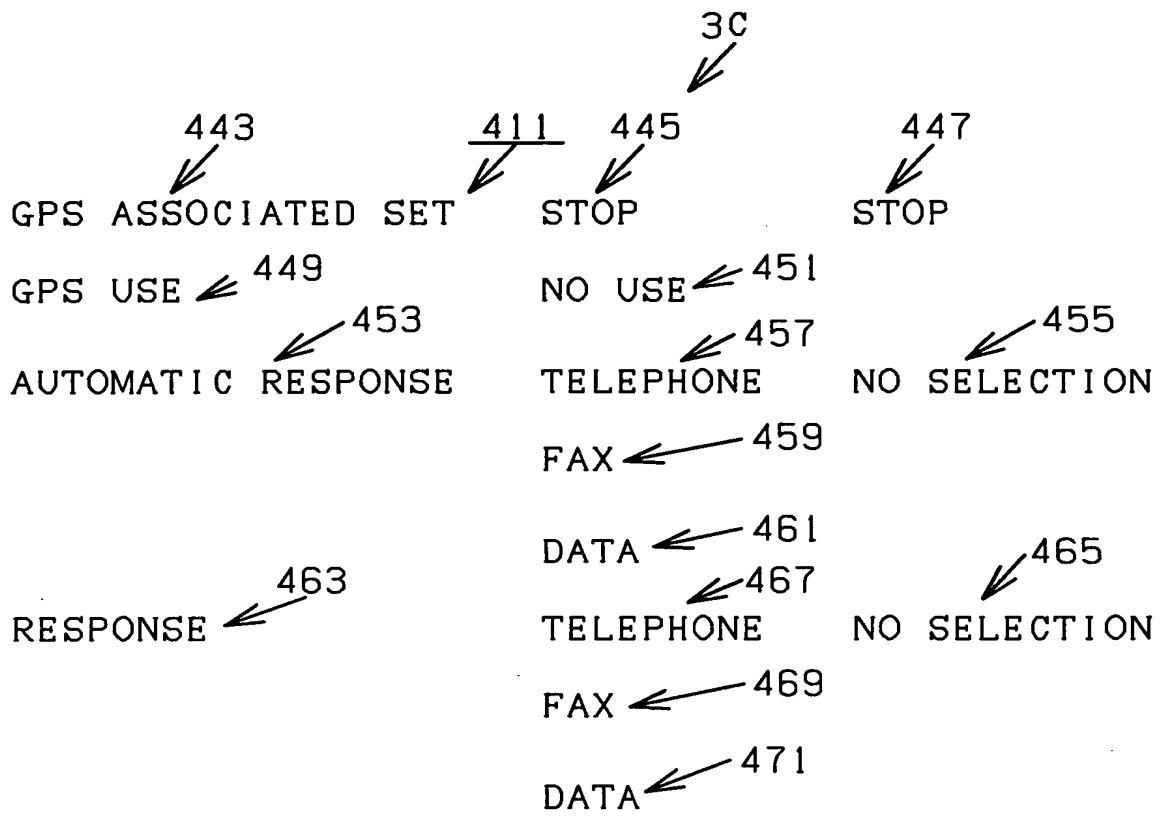 3C
443 411 445 447
GPS ASSOCIATED SET STOP STOP
449 451
GPS USE NO USE
453 457 455
AUTOMATIC RESPONSE TELEPHONE NO SELECTION
459
FAX
461
DATA
463 467 465
RESPONSE TELEPHONE NO SELECTION
469
FAX
471
DATA